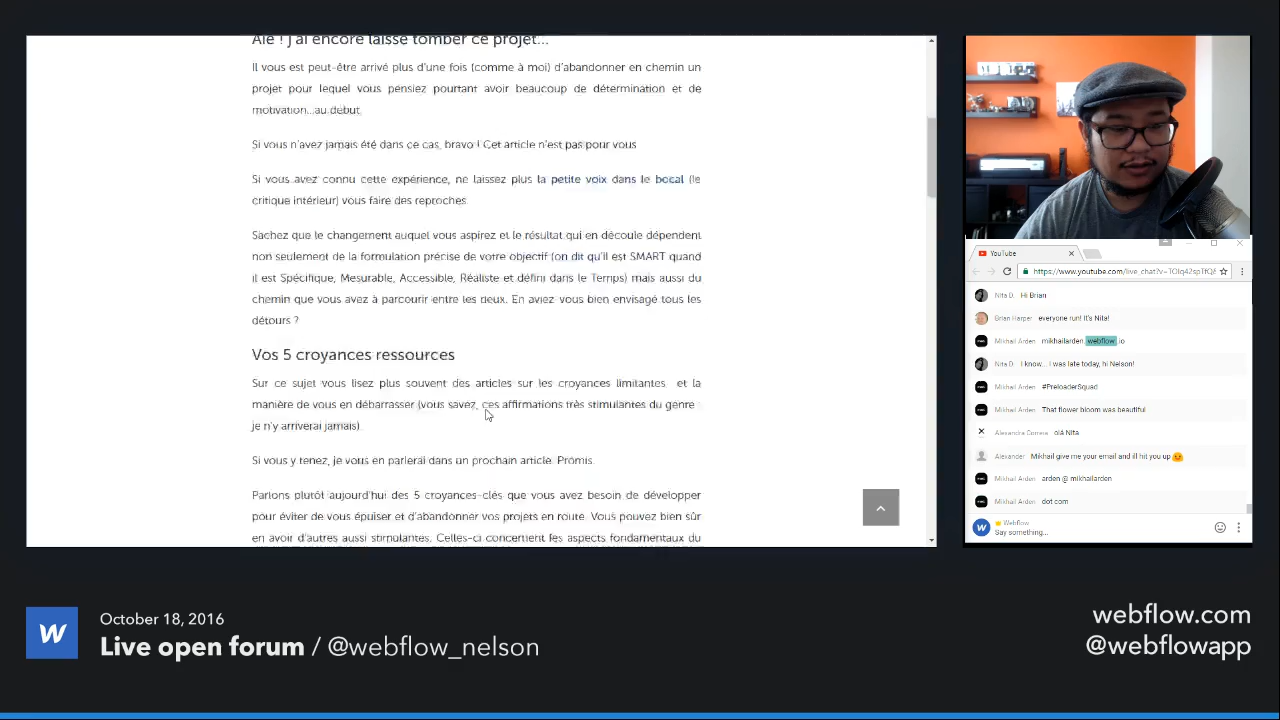 Aïe ! j'ai encore laissé tomber ce projet...
Il vous est peut-être arrivé plus d'une fois (comme à moi) d'abandonner en chemin un
projet pour lequel vous pensiez pourtant avoir beaucoup de détermination et de
motivation...au début.
Si vous n'avez jamais été dans ce cas, bravo ! Cet article n'est pas pour vous
Si vous avez connu cette expérience, ne laissez plus la petite voix dans le bocal (le
critique intérieur) vous faire des reproches.
Sachez que le changement auquel vous aspirez et le résultat qui en découle dépendent
non seulement de la formulation précise de votre objectif (on dit qu'il est SMART quand
il est Spécifique, Mesurable, Accessible, Réaliste et défini dans le Temps) mais aussi du
chemin que vous avez à parcourir entre les deux. En aviez vous bien envisagé tous les
détours ?
Vos 5 croyances ressources
Sur ce sujet vous lisez plus souvent des articles sur les croyances limitantes et la
manière de vous en débarrasser (vous savez, ces affirmations très stimulantes du genre
je n'y arriverai jamais).
Si vous y tenez, je vous en parlerai dans un prochain article. Promis.
Parlons plutôt aujourd'hui des 5 croyances-clés que vous avez besoin de développer
pour éviter de vous épuiser et d'abandonner vos projets en route. Vous pouvez bien sûr
en avoir d'autres aussi stimulantes. Celles-ci concernent les aspects fondamentaux du
YouTube
Nita D. Hi Brian
Brian Harper everyone run! It's Nita!
Mikhail Arden mikhailarden.webflow.io
Nita D. I know... I was late today, hi Nelson!
Mikhail Arden #PreloaderSquad
Mikhail Arden That flower bloom was beautiful
Alexandra Correia olá Nita
Alexander Mikhail give me your email and ill hit you up
Mikhail Arden arden @ mikhailarden
Mikhail Arden dot com
Webflow
Say something...
October 18, 2016
Live open forum / @webflow_nelson
webflow.com
@webflowapp